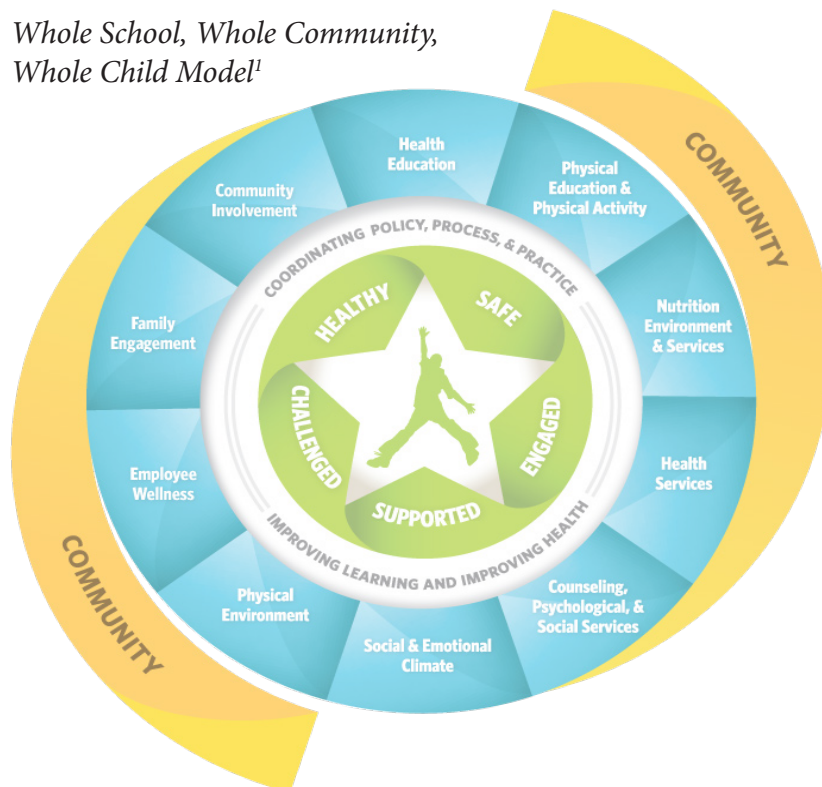 Whole School, Whole Community,
Whole Child Model¹
COMMUNITY
Health
Education
Physical
Education &
Physical Activity
Nutrition
Environment
& Services
Health
Services
Counseling,
Psychological, &
Social Services
Social & Emotional
Climate
Physical
Environment
Employee
Wellness
Family
Engagement
Community
Involvement
COORDINATING POLICY, PROCESS, & PRACTICE
IMPROVING LEARNING AND IMPROVING HEALTH
HEALTHY
SAFE
ENGAGED
SUPPORTED
CHALLENGED
COMMUNITY